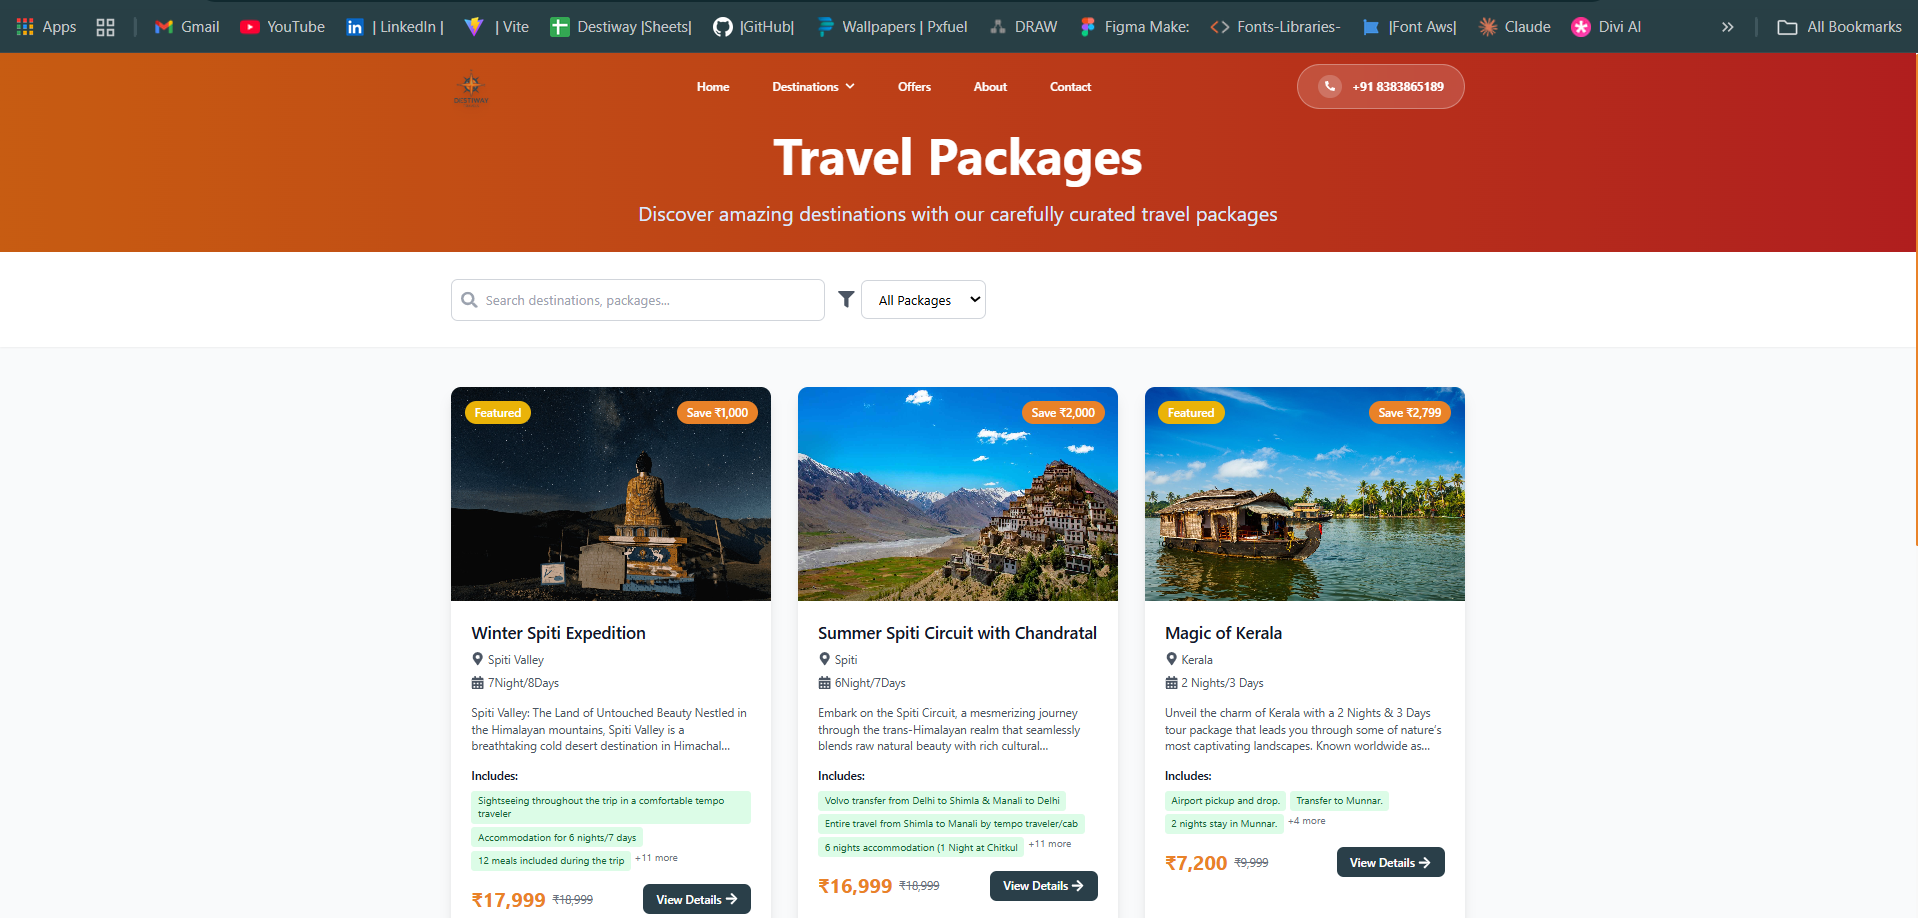 Apps
Gmail
YouTube
| LinkedIn |
| Vite
Destiway |Sheets|
|GitHub|
Wallpapers | Pxfuel
DRAW
Figma Make:
Fonts-Libraries-
|Font Aws|
Claude
Divi AI
All Bookmarks
DESTIWAY
Home
Destinations
Offers
About
Contact
+91 8383865189
Travel Packages
Discover amazing destinations with our carefully curated travel packages
Search destinations, packages...
All Packages
Featured
Save ₹1,000
Winter Spiti Expedition
Spiti Valley
7Night/8Days
Spiti Valley: The Land of Untouched Beauty Nestled in
the Himalayan mountains, Spiti Valley is a
breathtaking cold desert destination in Himachal...
Includes:
Sightseeing throughout the trip in a comfortable tempo
traveler
Accommodation for 6 nights/7 days
12 meals included during the trip
+11 more
₹17,999 ₹18,999
View Details
Save ₹2,000
Summer Spiti Circuit with Chandratal
Spiti
6Night/7Days
Embark on the Spiti Circuit, a mesmerizing journey
through the trans-Himalayan realm that seamlessly
blends raw natural beauty with rich cultural...
Includes:
Volvo transfer from Delhi to Shimla & Manali to Delhi
Entire travel from Shimla to Manali by tempo traveler/cab
6 nights accommodation (1 Night at Chitkul
+11 more
₹16,999 ₹18,999
View Details
Featured
Save ₹2,799
Magic of Kerala
Kerala
2 Nights/3 Days
Unveil the charm of Kerala with a 2 Nights & 3 Days
tour package that leads you through some of nature's
most captivating landscapes. Known worldwide as...
Includes:
Airport pickup and drop.
Transfer to Munnar.
2 nights stay in Munnar.
+4 more
₹7,200 ₹9,999
View Details